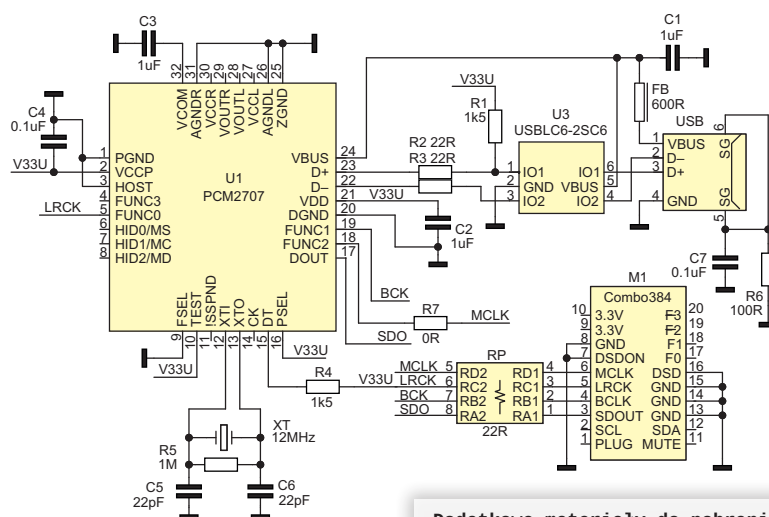 C3
1uF
C1
1uF
32 31 30 29 28 27 26 25
VCOM AGNDR VCCR VOUTR VOUTL VCCL AGNDL ZGND
V33U
FB
600R
C4
0.1uF
R1
1k5
U3
USBLC6-2SC6
USB
V33U
1 PGND
2 VCCP
3 HOST
4 FUNC3
LRCK 5 FUNC0
6 HID0/MS
7 HID1/MC
8 HID2/MD
U1
PCM2707
VBUS 24
D+ 23
D– 22
VDD 21
DGND 20
FUNC1 19
FUNC2 18
DOUT 17
R2 22R
R3 22R
V33U
1 IO1 IO1 6
2 GND VBUS 5
3 IO2 IO2 4
1 VBUS
2 D–
3 D+
4 GND
6 SG
SG 5
C2
1uF
C7
0.1uF
R6
100R
BCK
R7
0R
MCLK
SDO
FSEL TEST !SSPND XTI XTO CK DT PSEL
9 10 11 12 13 14 15 16
V33U
V33U
R4
1k5
V33U
XT
12MHz
R5
1M
C5
22pF
C6
22pF
RP
MCLK 5 RD2 RD1 4
LRCK 6 RC2 RC1 3
BCK 7 RB2 RB1 2
SDO 8 RA2 RA1 1
22R
M1
Combo384
10 3.3V F3 20
9 3.3V F2 19
8 GND F1 18
7 DSDON F0 17
6 MCLK DSD 16
5 LRCK GND 15
4 BCLK GND 14
3 SDOUT GND 13
2 SCL SDA 12
1 PLUG MUTE 11